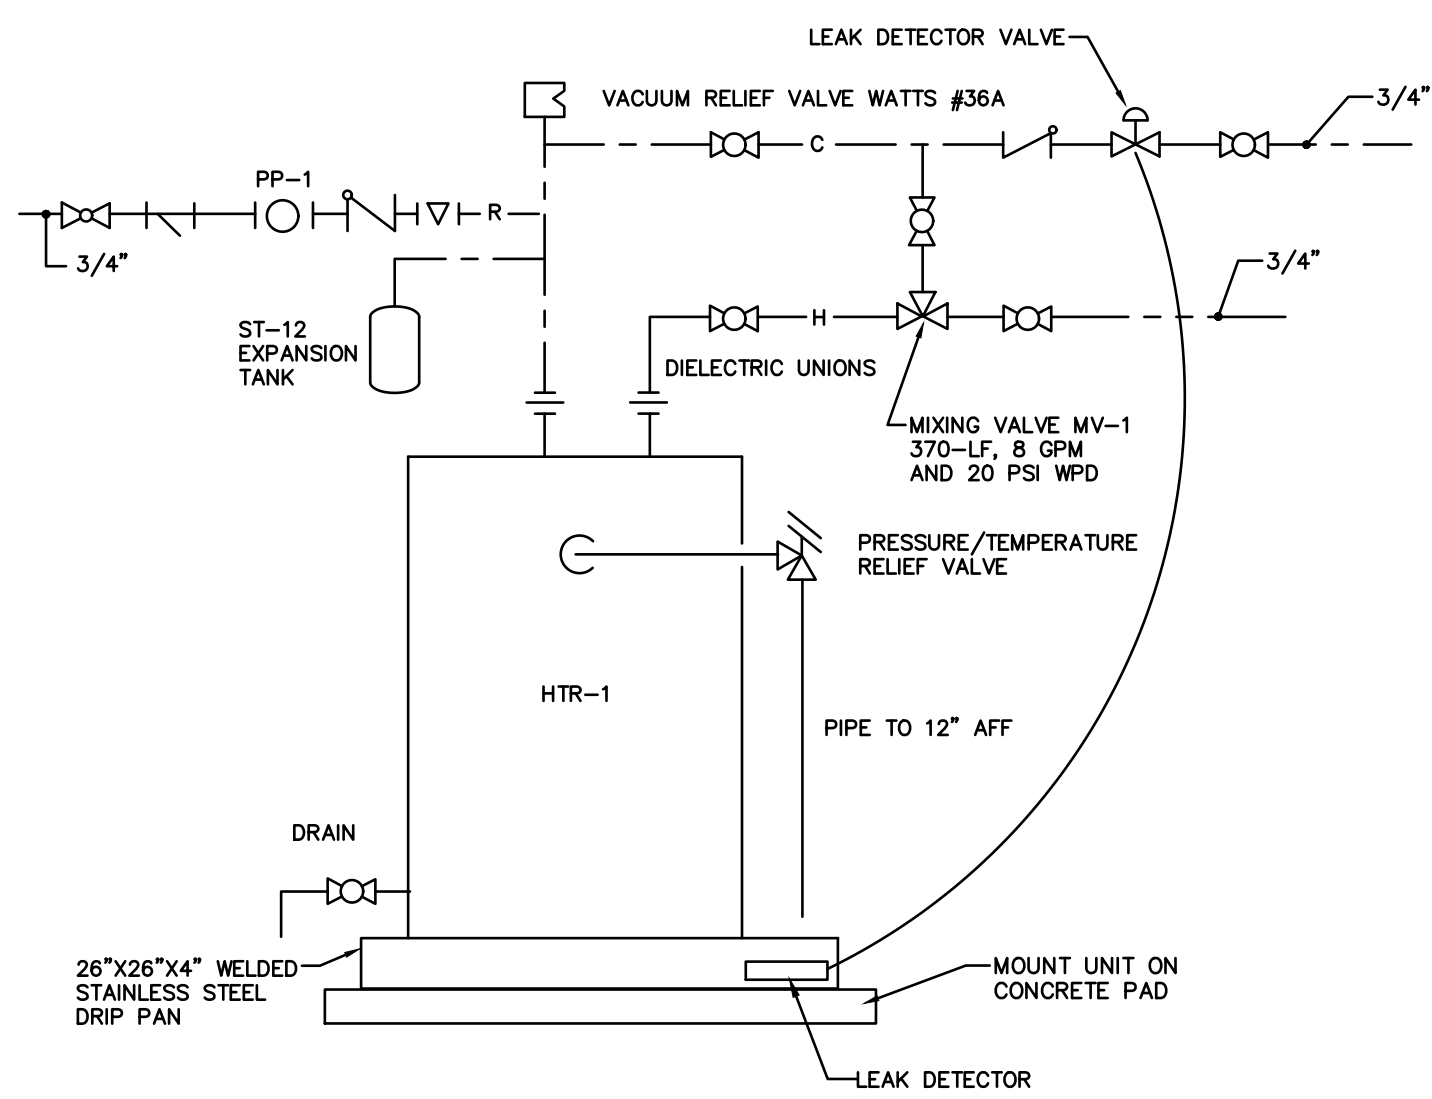 LEAK DETECTOR VALVE
VACUUM RELIEF VALVE WATTS #36A
3/4"
C
PP-1
R
3/4"
3/4"
ST-12
EXPANSION
TANK
H
DIELECTRIC UNIONS
MIXING VALVE MV-1
370-LF, 8 GPM
AND 20 PSI WPD
PRESSURE/TEMPERATURE
RELIEF VALVE
HTR-1
PIPE TO 12" AFF
DRAIN
26"X26"X4" WELDED
STAINLESS STEEL
DRIP PAN
MOUNT UNIT ON
CONCRETE PAD
LEAK DETECTOR